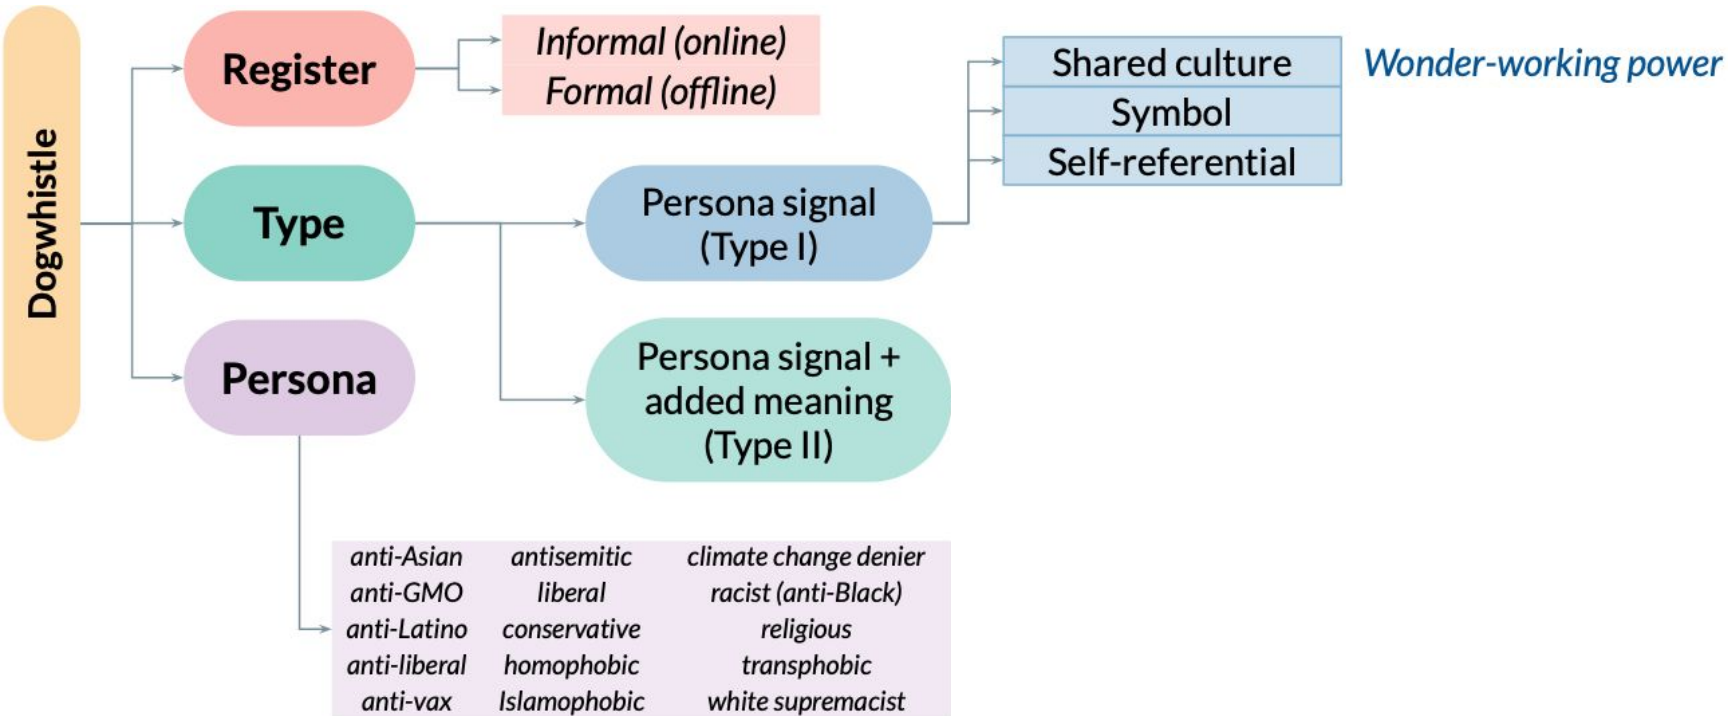 Dogwhistle
Register
Informal (online)
Formal (offline)
Type
Persona signal
(Type I)
Shared culture
Symbol
Self-referential
Wonder-working power
Persona signal +
added meaning
(Type II)
Persona
anti-Asian antisemitic climate change denier
anti-GMO liberal racist (anti-Black)
anti-Latino conservative religious
anti-liberal homophobic transphobic
anti-vax Islamophobic white supremacist